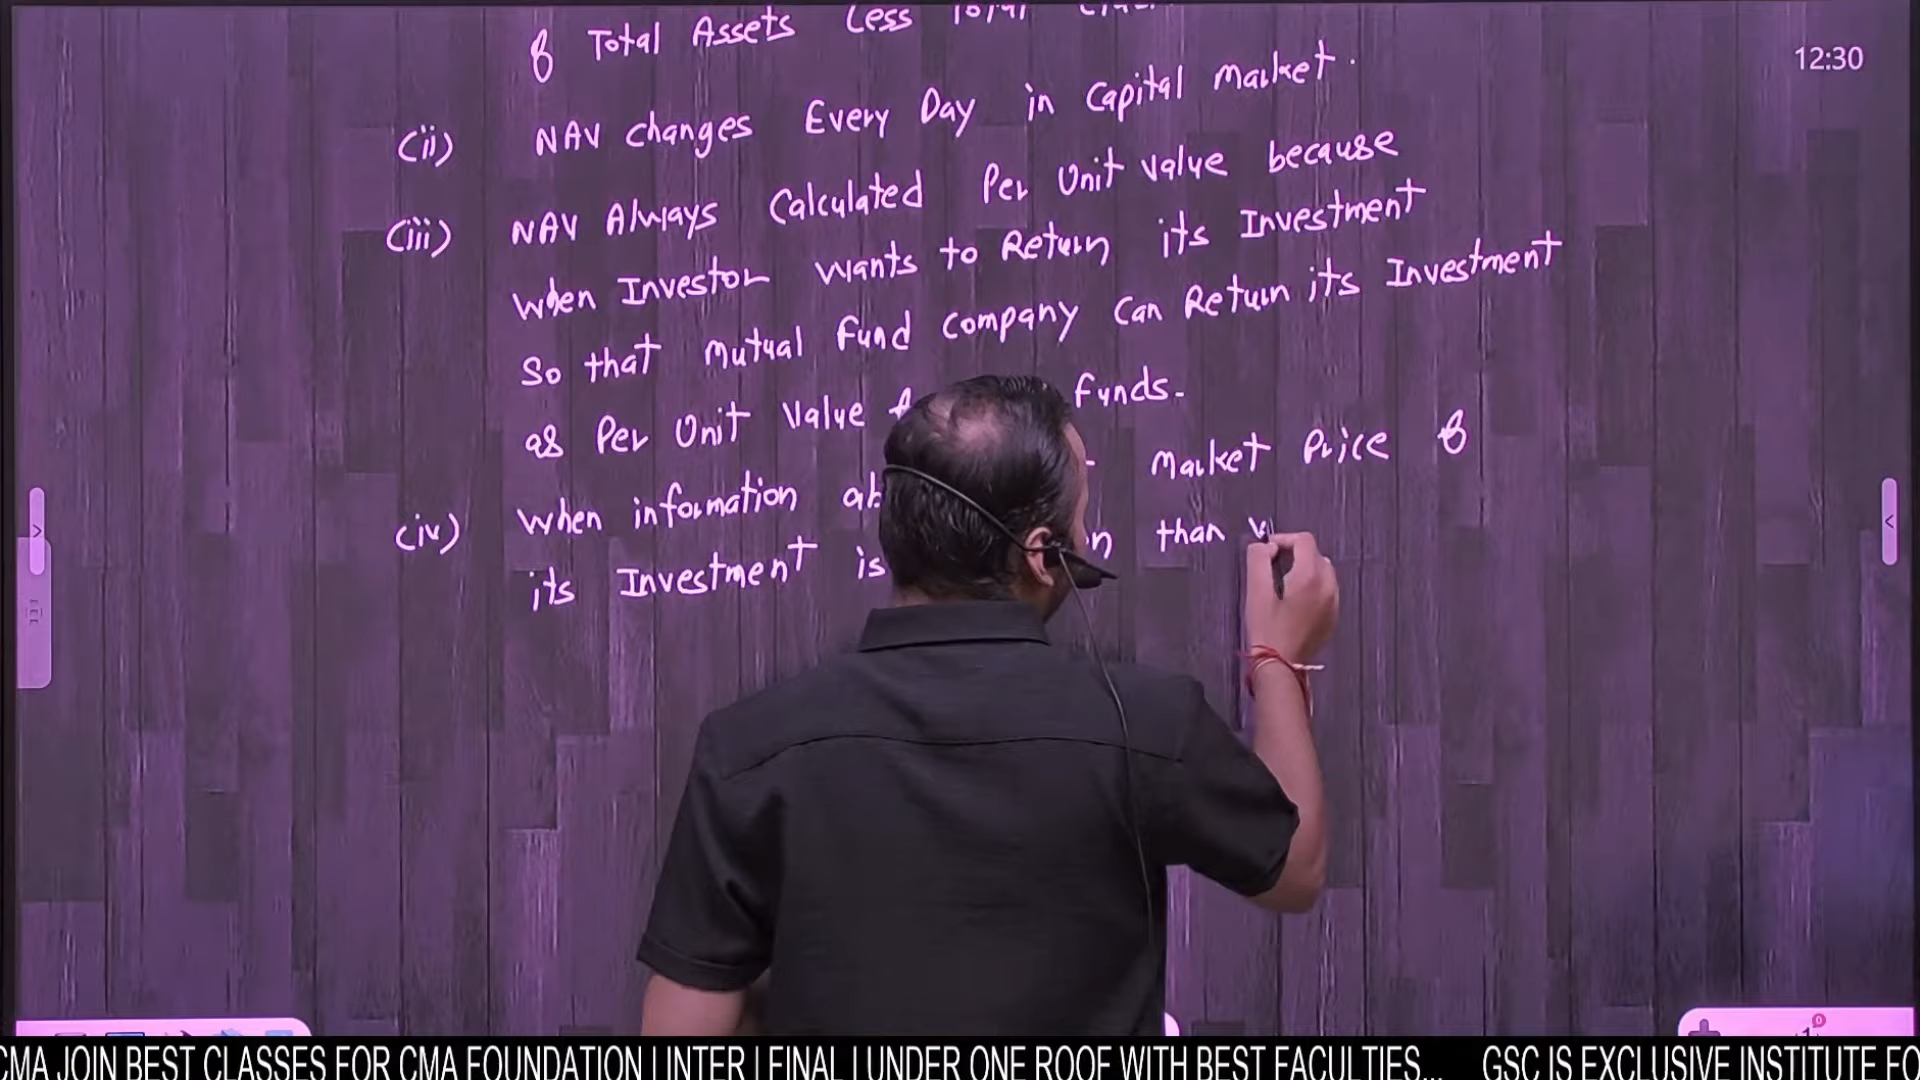 of Total Assets Less Total
12:30
(ii) NAV changes Every Day in Capital Market.
(iii) NAV Always Calculated Per Unit Value because
when Investor wants to Return its Investment
So that Mutual Fund Company Can Return its Investment
as Per Unit Value Funds.
(iv) When information Market Price of
its Investment is than
CMA JOIN BEST CLASSES FOR CMA FOUNDATION | INTER | FINAL | UNDER ONE ROOF WITH BEST FACULTIES... GSC IS EXCLUSIVE INSTITUTE FO